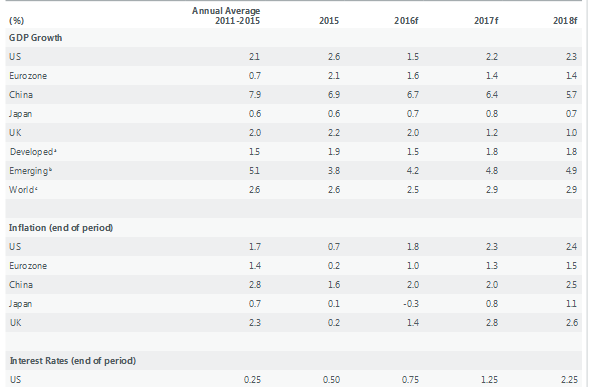 Annual Average
(%) 2011-2015 2015 2016f 2017f 2018f
GDP Growth
US 2.1 2.6 1.5 2.2 2.3
Eurozone 0.7 2.1 1.6 1.4 1.4
China 7.9 6.9 6.7 6.4 5.7
Japan 0.6 0.6 0.7 0.8 0.7
UK 2.0 2.2 2.0 1.2 1.0
Developedᵃ 1.5 1.9 1.5 1.8 1.8
Emergingᵇ 5.1 3.8 4.2 4.8 4.9
Worldᶜ 2.6 2.6 2.5 2.9 2.9
Inflation (end of period)
US 1.7 0.7 1.8 2.3 2.4
Eurozone 1.4 0.2 1.0 1.3 1.5
China 2.8 1.6 2.0 2.0 2.5
Japan 0.7 0.1 -0.3 0.8 1.1
UK 2.3 0.2 1.4 2.8 2.6
Interest Rates (end of period)
US 0.25 0.50 0.75 1.25 2.25